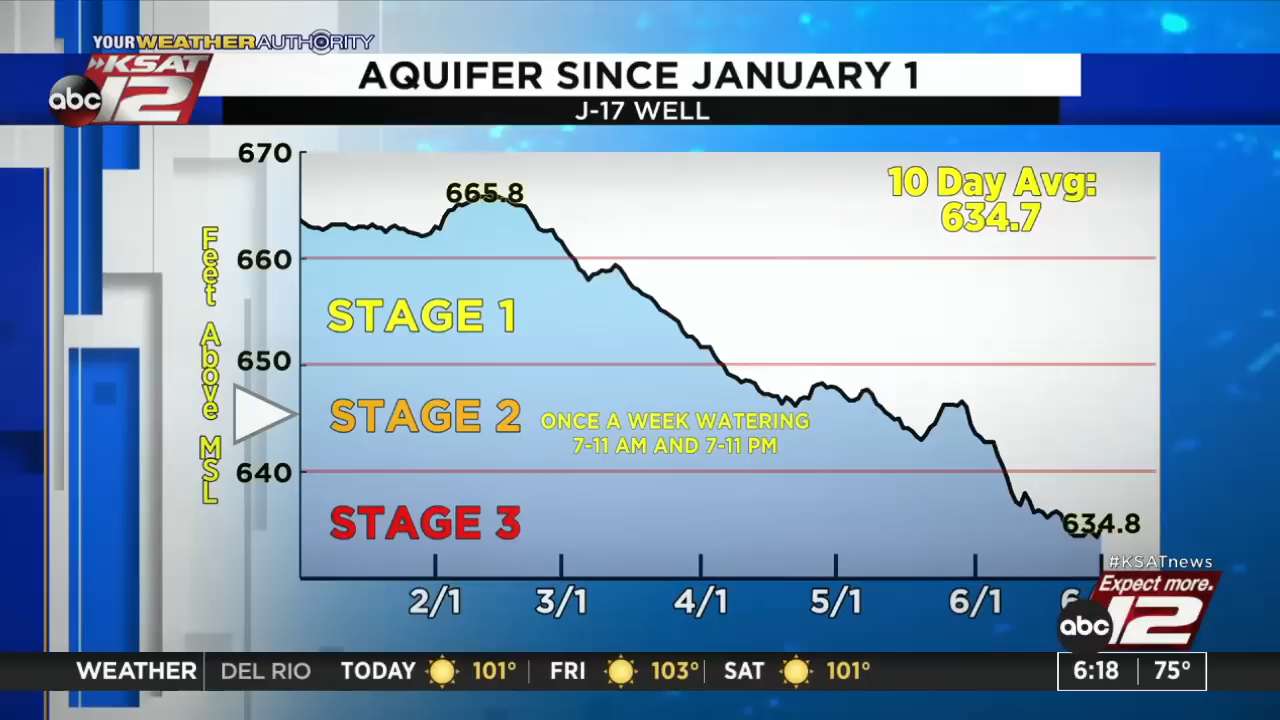 YOUR WEATHER AUTHORITY
KSAT
abc 12
AQUIFER SINCE JANUARY 1
J-17 WELL
670
665.8
10 Day Avg:
634.7
Feet Above MSL
660
STAGE 1
650
STAGE 2
ONCE A WEEK WATERING
7-11 AM AND 7-11 PM
640
STAGE 3
634.8
#KSATnews
2/1 3/1 4/1 5/1 6/1
Expect more.
abc 12
WEATHER DEL RIO TODAY 101° FRI 103° SAT 101° 6:18 75°